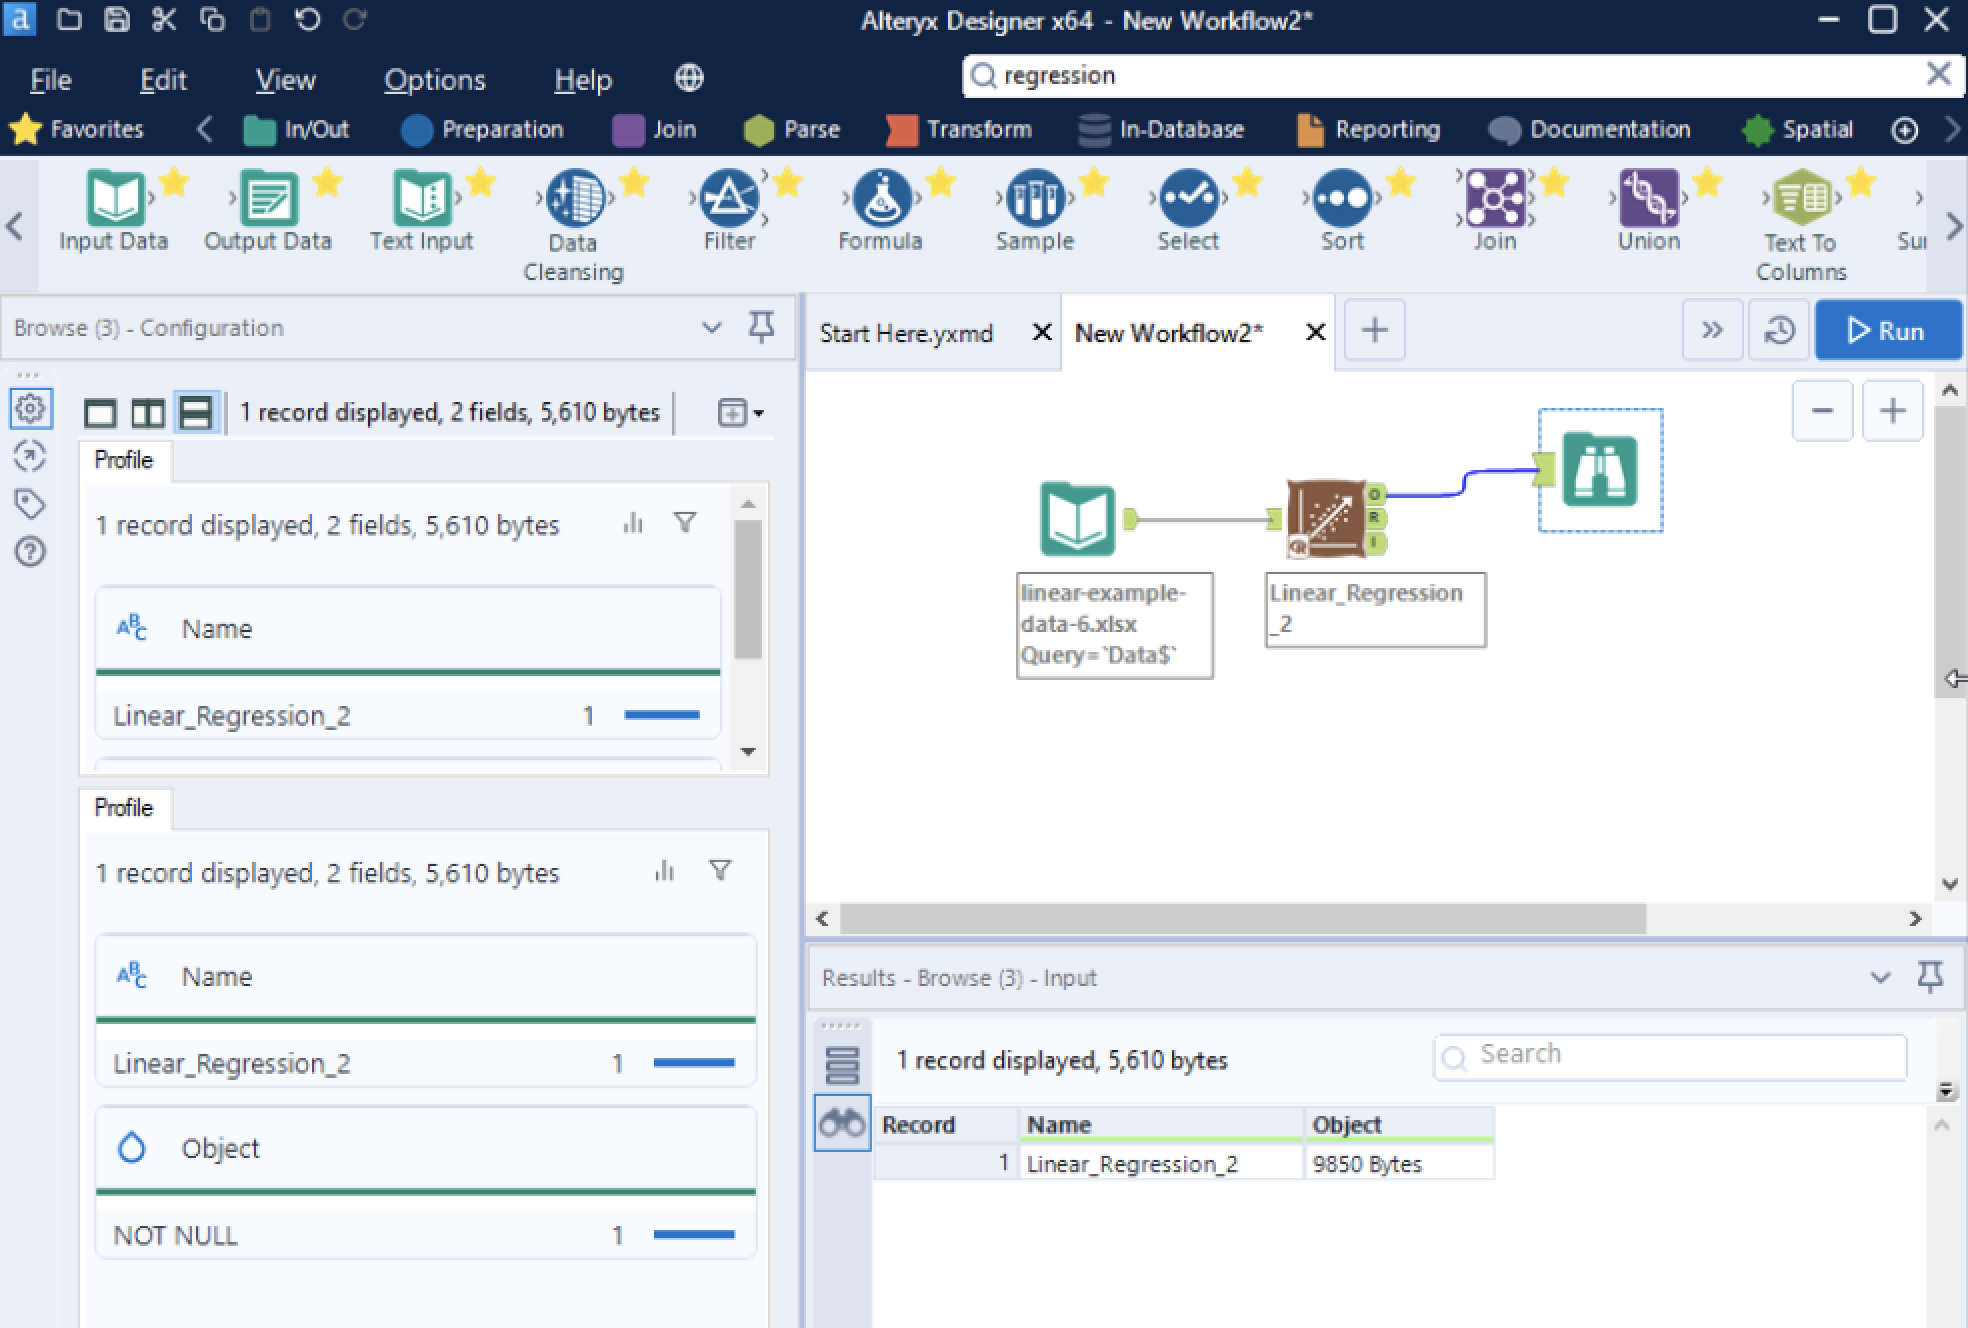 a
Alteryx Designer x64 - New Workflow2*
File Edit View Options Help
regression
Favorites In/Out Preparation Join Parse Transform In-Database Reporting Documentation Spatial
Input Data Output Data Text Input Data Cleansing Filter Formula Sample Select Sort Join Union Text To Columns Sur
Browse (3) - Configuration
1 record displayed, 2 fields, 5,610 bytes
Profile
1 record displayed, 2 fields, 5,610 bytes
ABC Name
Linear_Regression_2 1
Profile
1 record displayed, 2 fields, 5,610 bytes
ABC Name
Linear_Regression_2 1
Object
NOT NULL 1
Start Here.yxmd New Workflow2*
Run
O
R
I
linear-example-
data-6.xlsx
Query=`Data$`
Linear_Regression
_2
Results - Browse (3) - Input
1 record displayed, 5,610 bytes
Search
Record Name Object
1 Linear_Regression_2 9850 Bytes